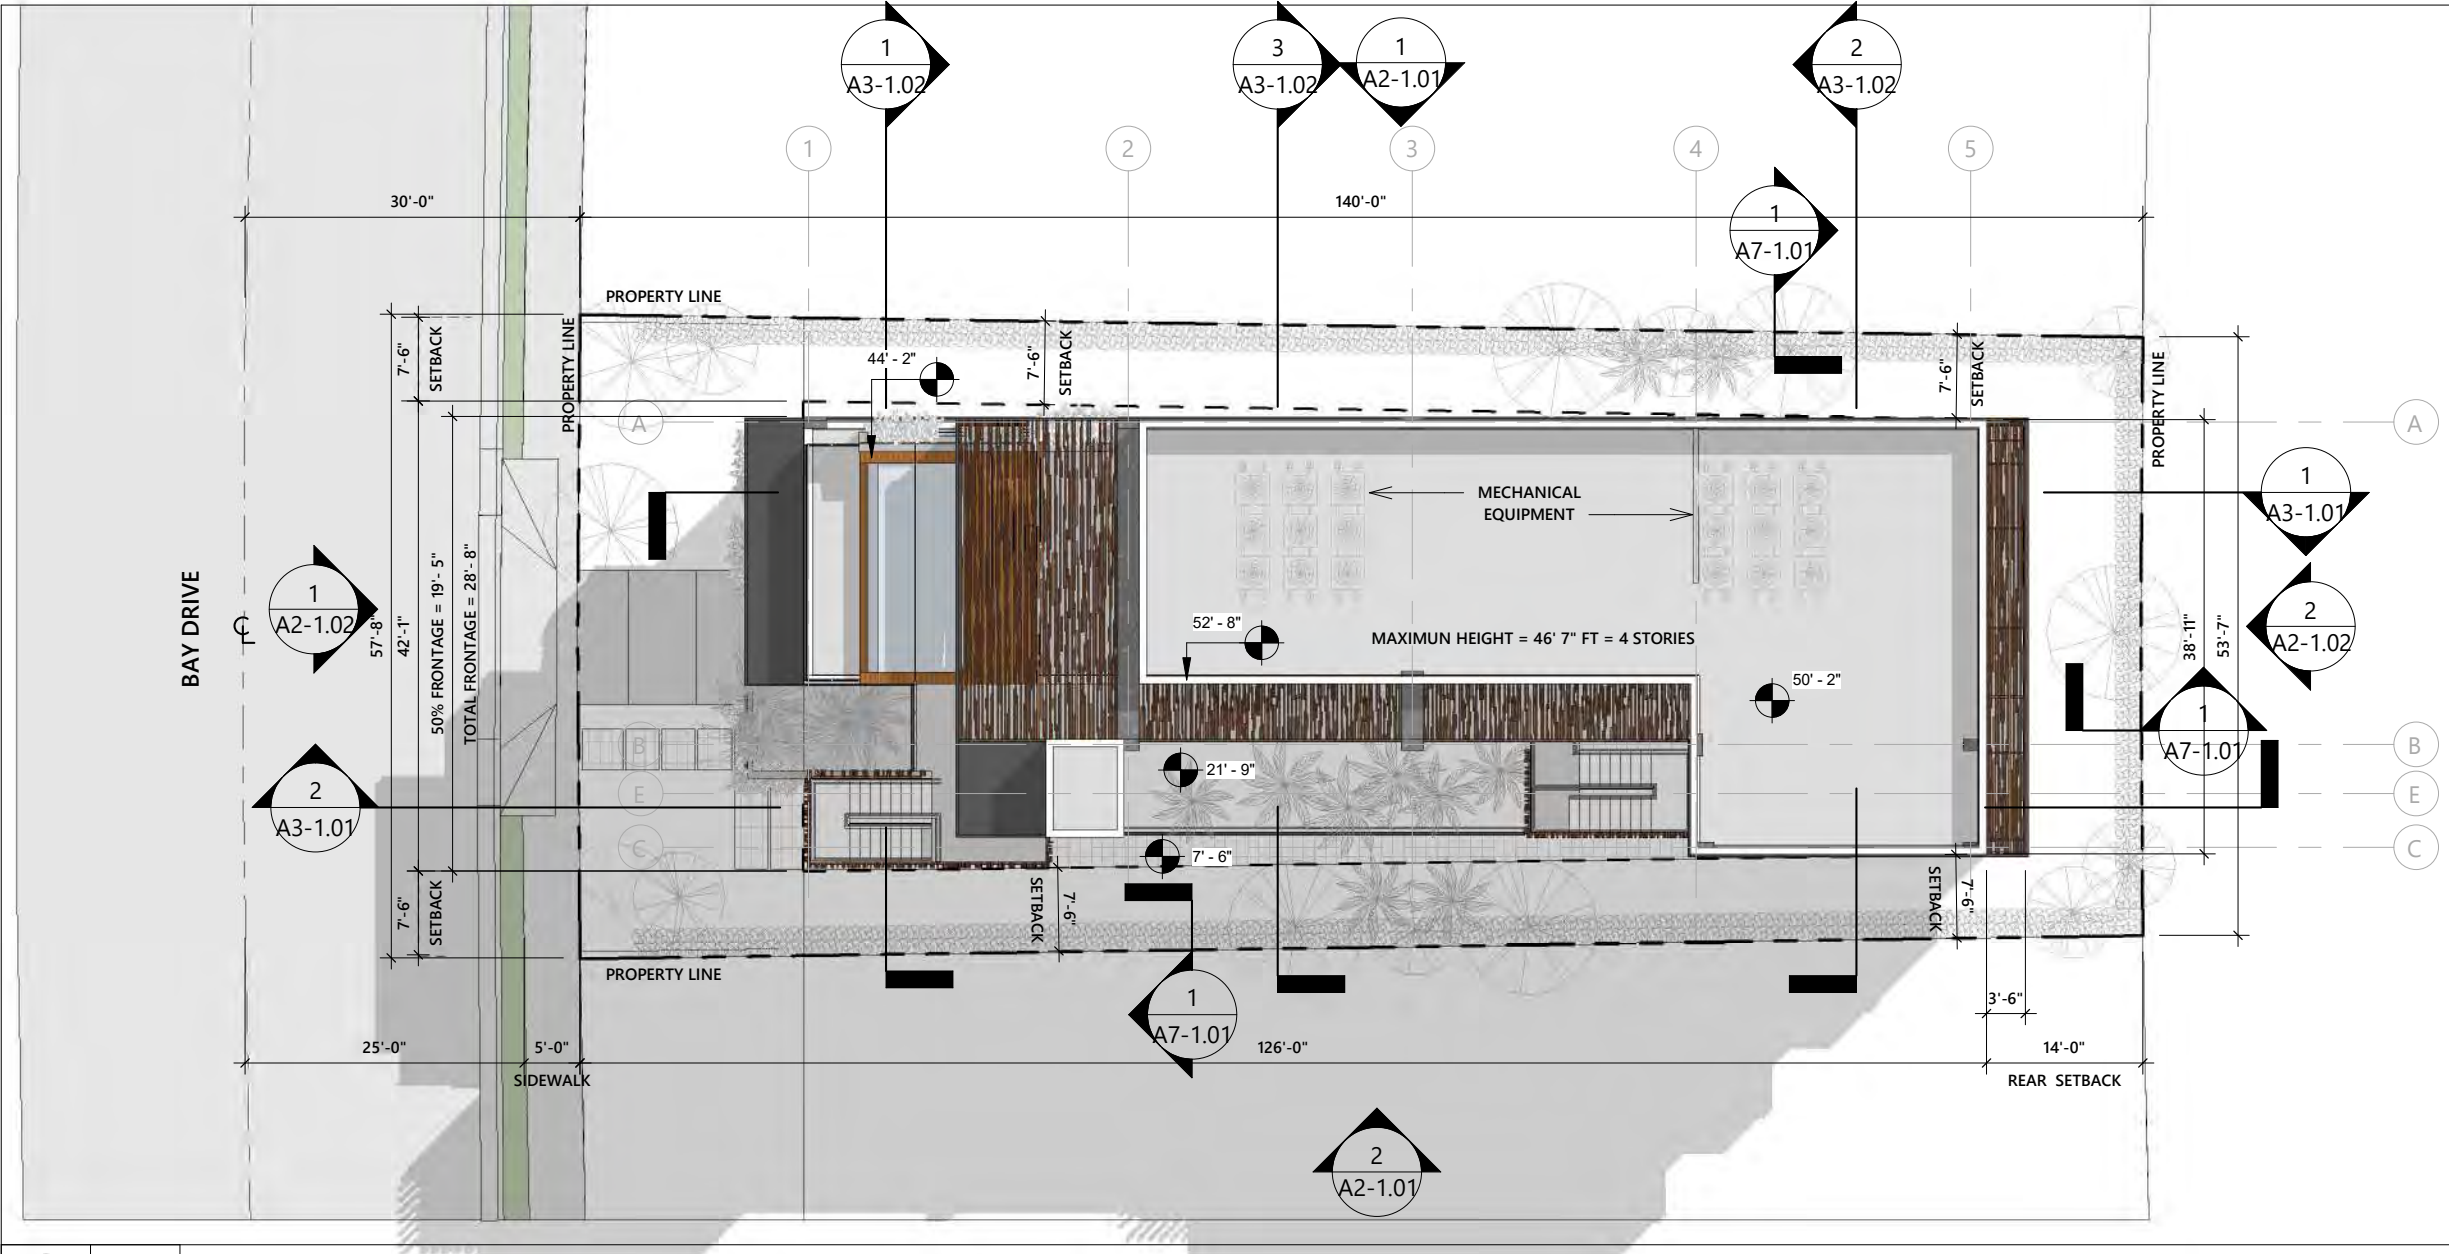 1
A3-1.02
3
A3-1.02
1
A2-1.01
2
A3-1.02
1
2
3
4
5
30'-0"
140'-0"
1
A7-1.01
PROPERTY LINE
PROPERTY LINE
7'-6"
SETBACK
44' - 2"
7'-6"
SETBACK
7'-6"
SETBACK
PROPERTY LINE
A
A
1
A3-1.01
MECHANICAL
EQUIPMENT
BAY DRIVE
CL
1
A2-1.02
57'-8"
42'-1"
50% FRONTAGE = 19'- 5"
TOTAL FRONTAGE = 28'- 8"
52' - 8"
MAXIMUN HEIGHT = 46' 7" FT = 4 STORIES
50' - 2"
38'-11"
53'-7"
2
A2-1.02
1
A7-1.01
B
B
21' - 9"
E
E
2
A3-1.01
C
C
7' - 6"
7'-6"
SETBACK
SETBACK
7'-6"
SETBACK
7'-6"
PROPERTY LINE
1
A7-1.01
3'-6"
25'-0"
5'-0"
126'-0"
14'-0"
SIDEWALK
REAR SETBACK
2
A2-1.01